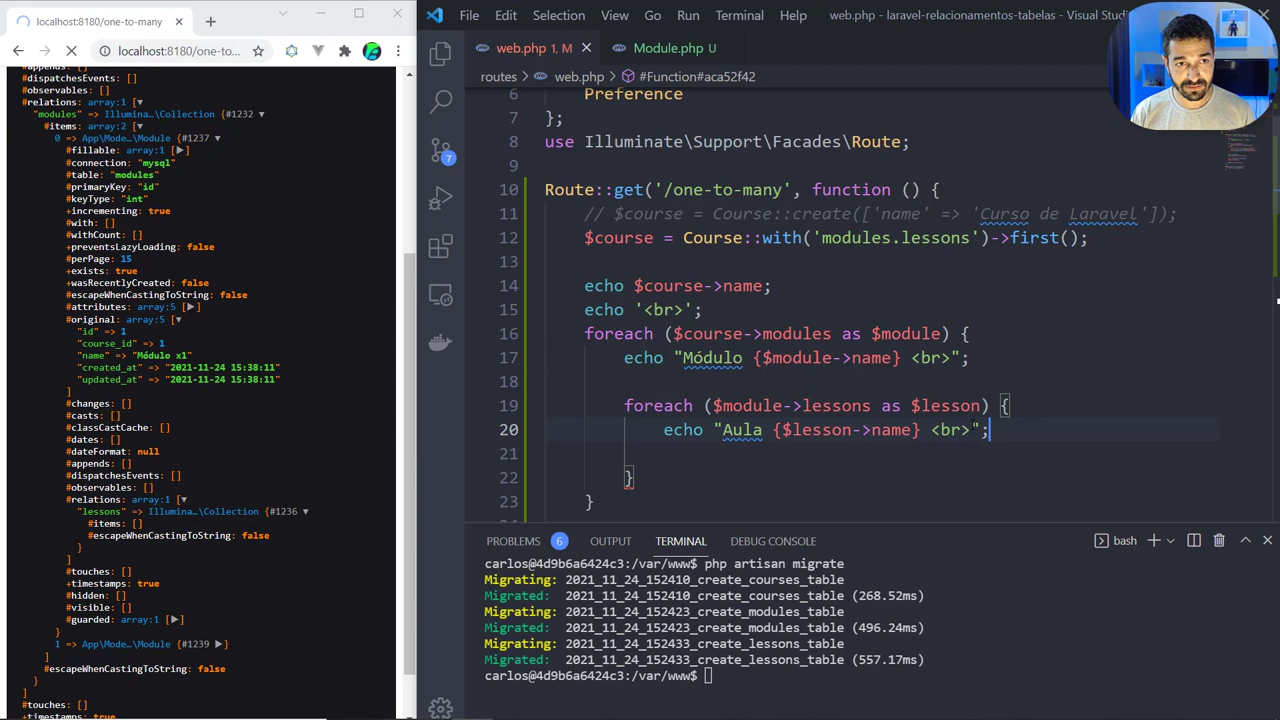 localhost:8180/one-to-many
localhost:8180/one-to...
#appends: []
#dispatchesEvents: []
#observables: []
#relations: array:1 [▼
"modules" => Illumina…\Collection {#1232 ▼
#items: array:2 [▼
0 => App\Mode…\Module {#1237 ▼
#fillable: array:1 [▶]
#connection: "mysql"
#table: "modules"
#primaryKey: "id"
#keyType: "int"
+incrementing: true
#with: []
#withCount: []
+preventsLazyLoading: false
#perPage: 15
+exists: true
+wasRecentlyCreated: false
#escapeWhenCastingToString: false
#attributes: array:5 [▶]
#original: array:5 [▼
"id" => 1
"course_id" => 1
"name" => "Módulo x1"
"created_at" => "2021-11-24 15:38:11"
"updated_at" => "2021-11-24 15:38:11"
]
#changes: []
#casts: []
#classCastCache: []
#dates: []
#dateFormat: null
#appends: []
#dispatchesEvents: []
#observables: []
#relations: array:1 [▼
"lessons" => Illumina…\Collection {#1236 ▼
#items: []
#escapeWhenCastingToString: false
}
]
#touches: []
+timestamps: true
#hidden: []
#visible: []
#guarded: array:1 [▶]
}
1 => App\Mode…\Module {#1239 ▶}
]
#escapeWhenCastingToString: false
}
]
#touches: []
+timestamps: true
File Edit Selection View Go Run Terminal Help
web.php - laravel-relacionamentos-tabelas - Visual Studi
web.php 1, M
Module.php U
routes > web.php > #Function#aca52f42
6 Preference
7 };
8 use Illuminate\Support\Facades\Route;
9
10 Route::get('/one-to-many', function () {
11 // $course = Course::create(['name' => 'Curso de Laravel']);
12 $course = Course::with('modules.lessons')->first();
13
14 echo $course->name;
15 echo '<br>';
16 foreach ($course->modules as $module) {
17 echo "Módulo {$module->name} <br>";
18
19 foreach ($module->lessons as $lesson) {
20 echo "Aula {$lesson->name} <br>";
21
22 }
23 }
7
PROBLEMS 6 OUTPUT TERMINAL DEBUG CONSOLE
bash
carlos@4d9b6a6424c3:/var/www$ php artisan migrate
Migrating: 2021_11_24_152410_create_courses_table
Migrated: 2021_11_24_152410_create_courses_table (268.52ms)
Migrating: 2021_11_24_152423_create_modules_table
Migrated: 2021_11_24_152423_create_modules_table (496.24ms)
Migrating: 2021_11_24_152433_create_lessons_table
Migrated: 2021_11_24_152433_create_lessons_table (557.17ms)
carlos@4d9b6a6424c3:/var/www$